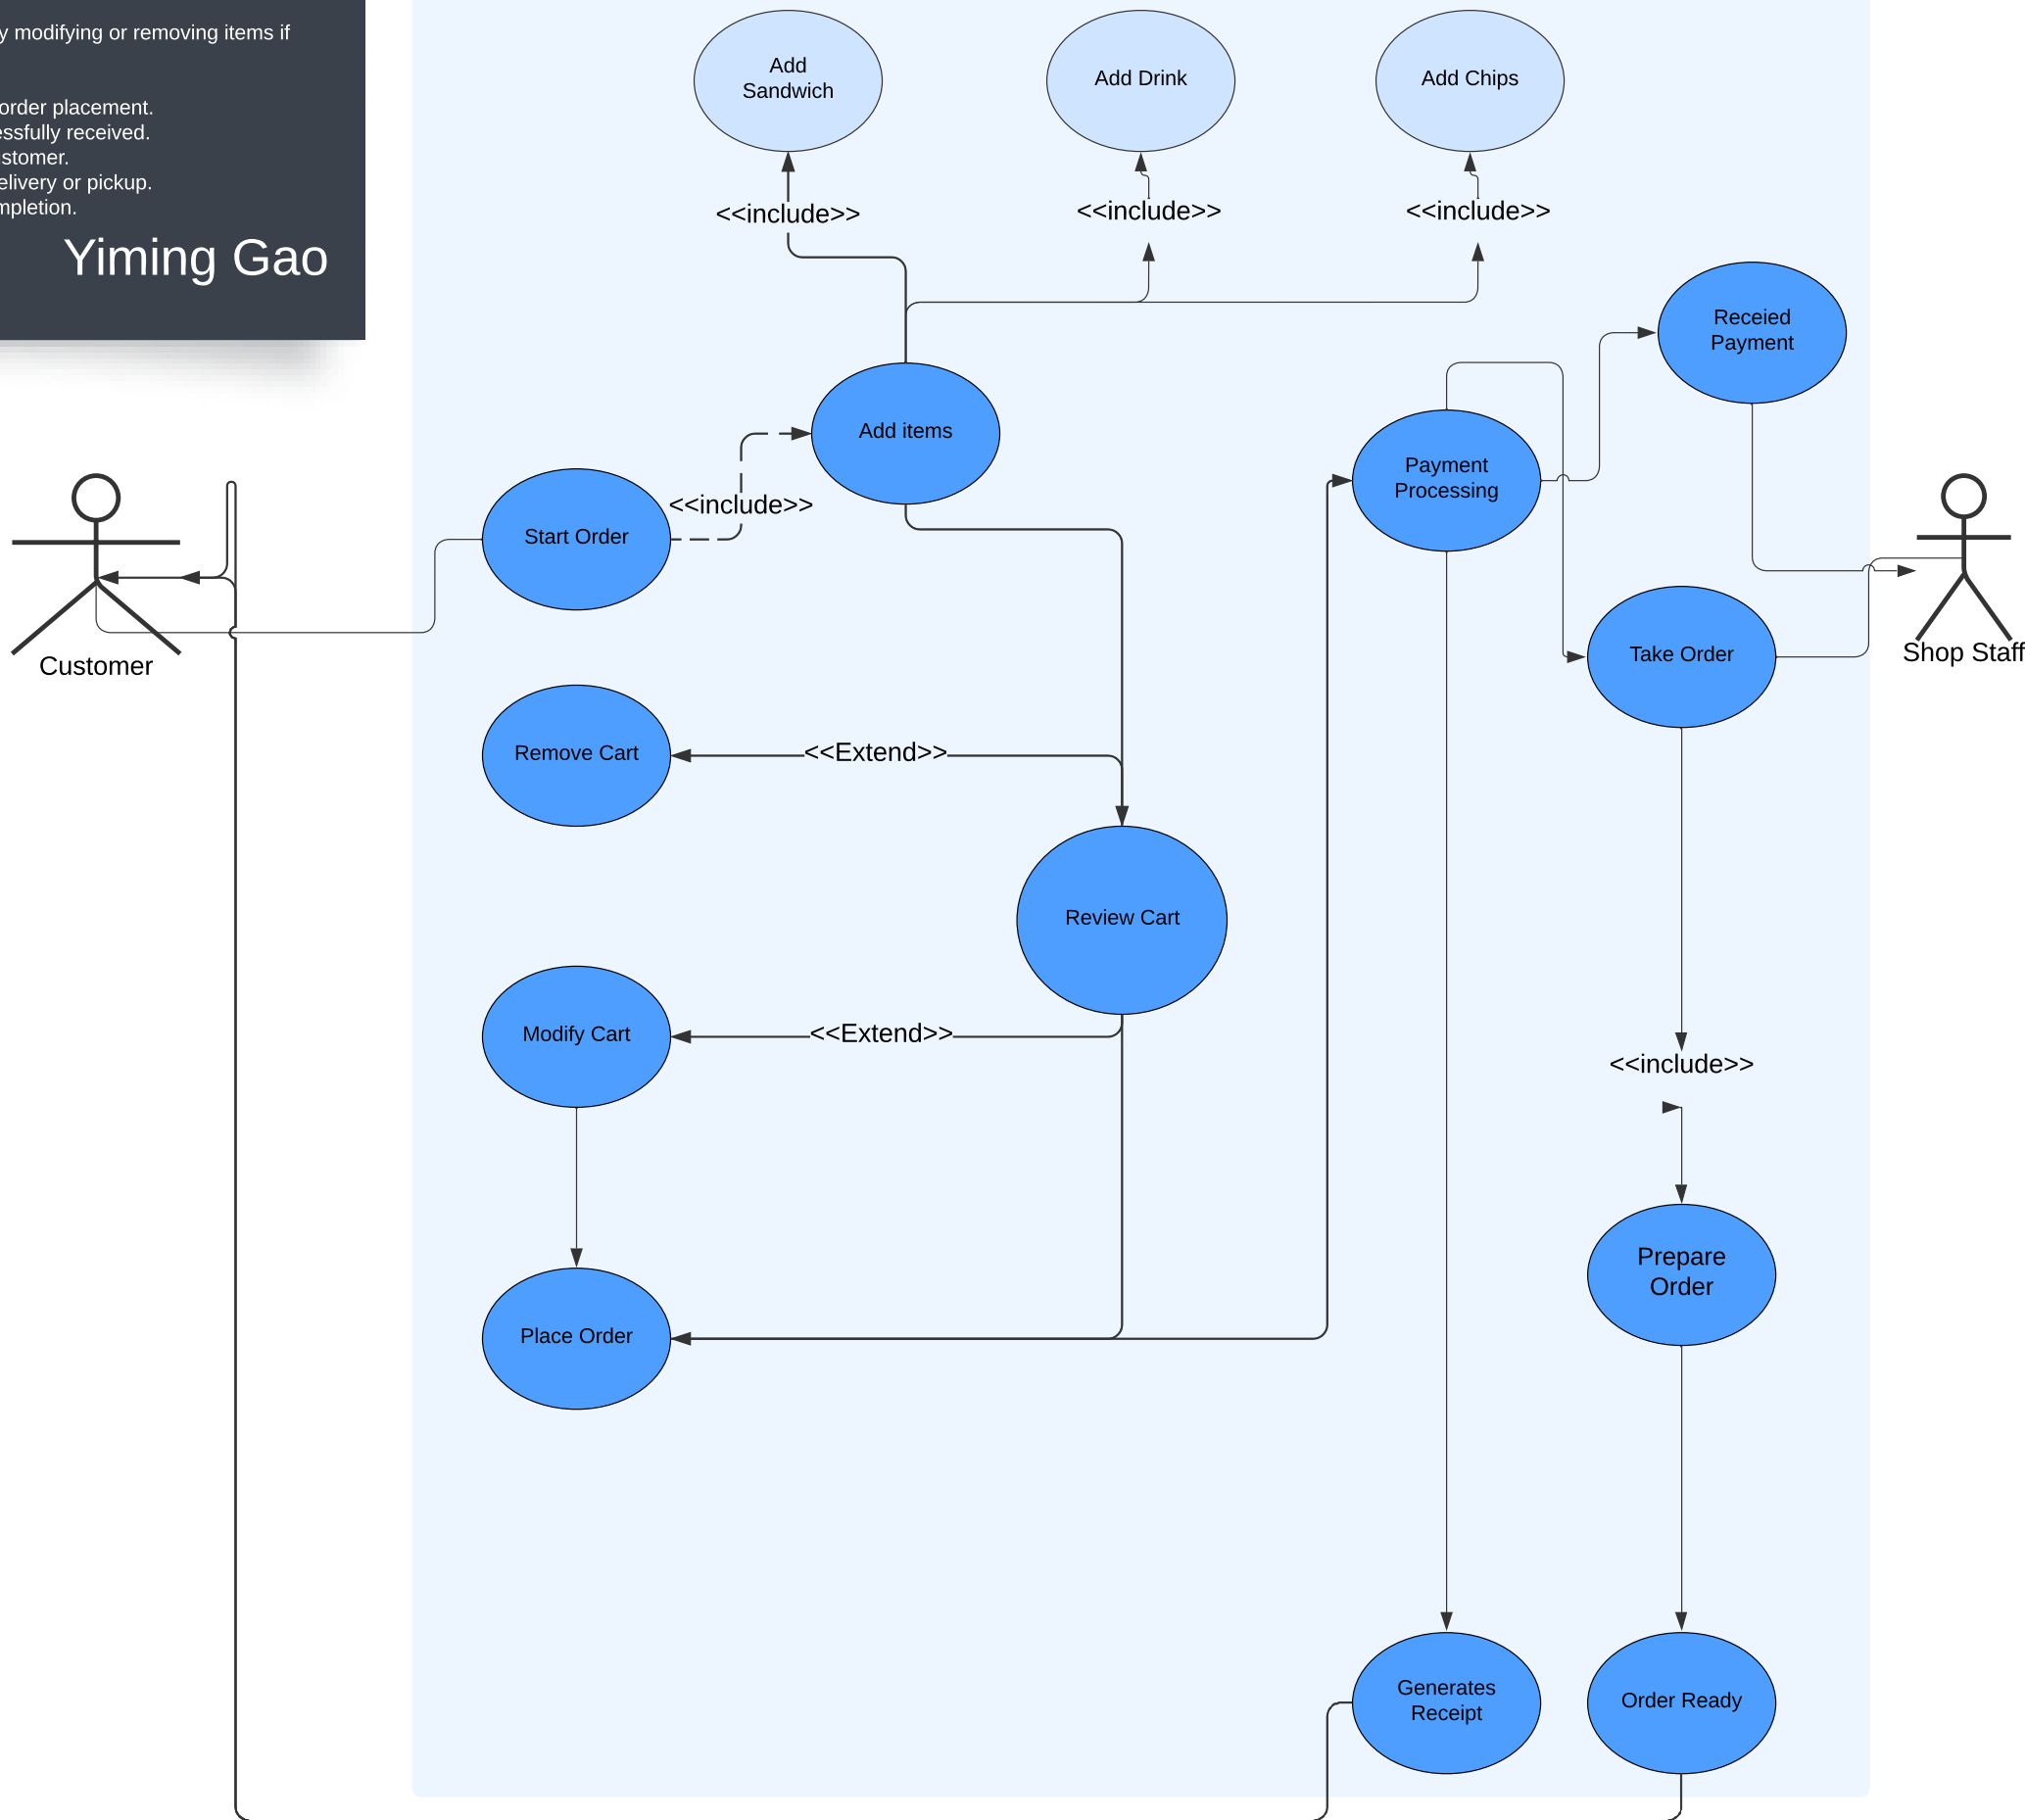 y modifying or removing items if
order placement.
essfully received.
stomer.
elivery or pickup.
mpletion.
Yiming Gao
Add
Sandwich
Add Drink
Add Chips
<<include>>
<<include>>
<<include>>
Receied
Payment
Add items
Payment
Processing
<<include>>
Start Order
Customer
Take Order
Shop Staff
Remove Cart
<<Extend>>
Review Cart
Modify Cart
<<Extend>>
<<include>>
Prepare
Order
Place Order
Generates
Receipt
Order Ready